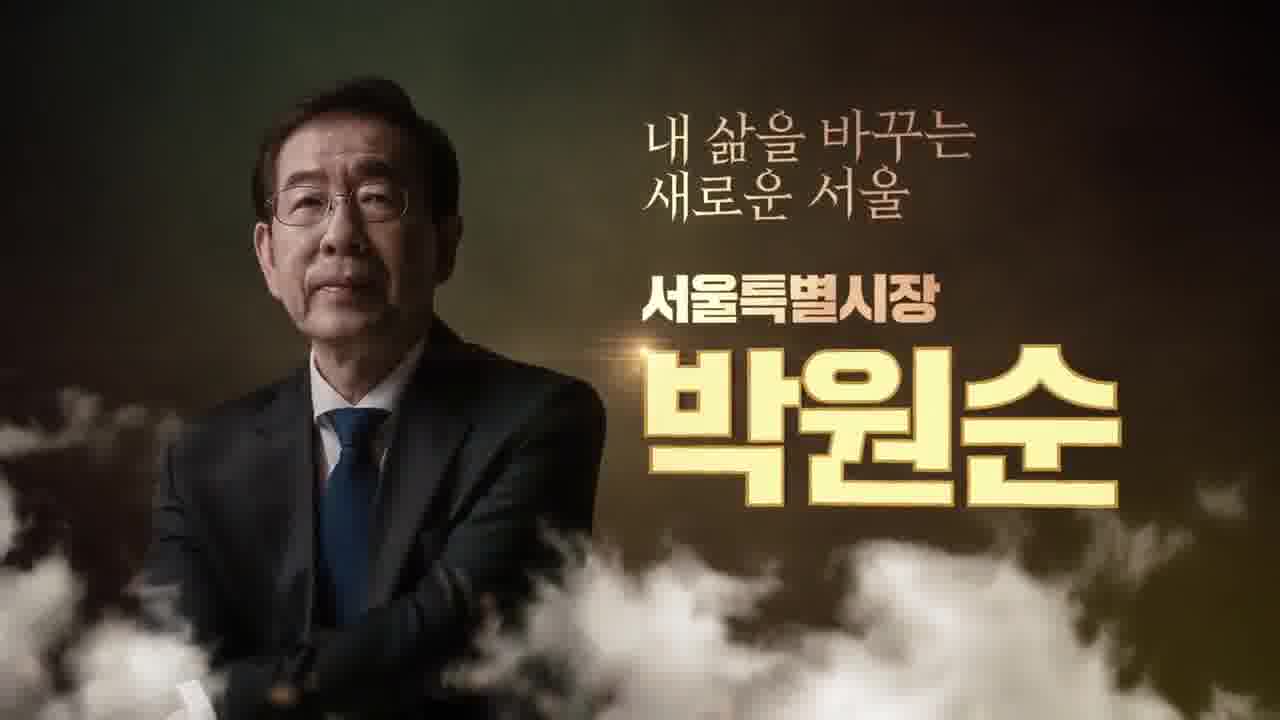 내 삶을 바꾸는
새로운 서울
서울특별시장
박원순